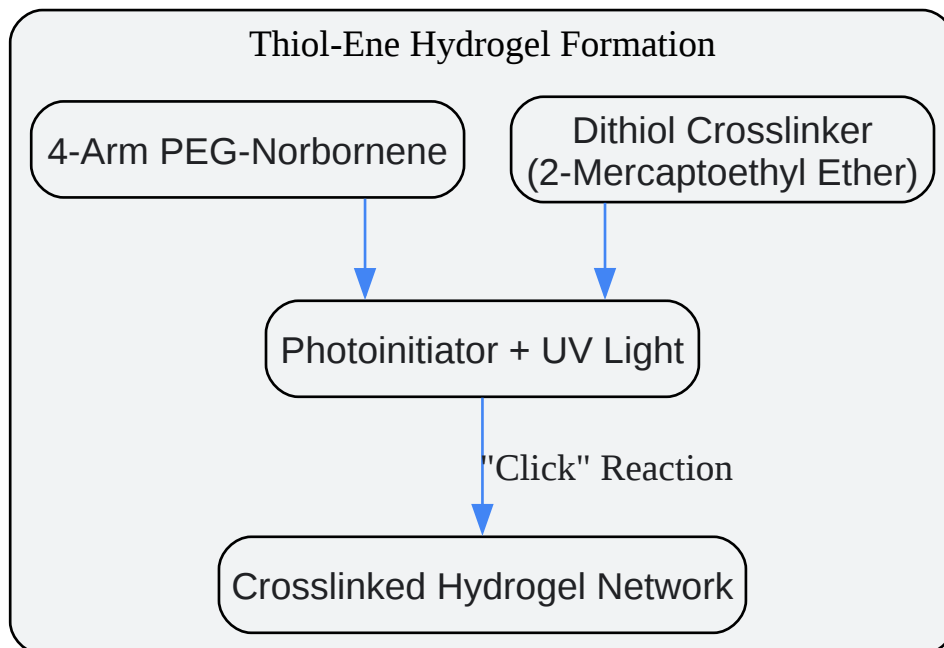 Thiol-Ene Hydrogel Formation
4-Arm PEG-Norbornene
Dithiol Crosslinker
(2-Mercaptoethyl Ether)
Photoinitiator + UV Light
"Click" Reaction
Crosslinked Hydrogel Network